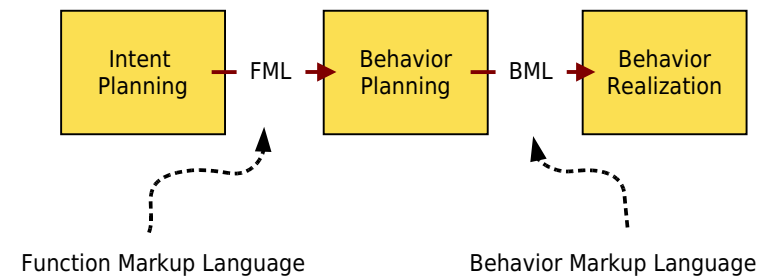 Intent
Planning
FML
Behavior
Planning
BML
Behavior
Realization
Function Markup Language
Behavior Markup Language